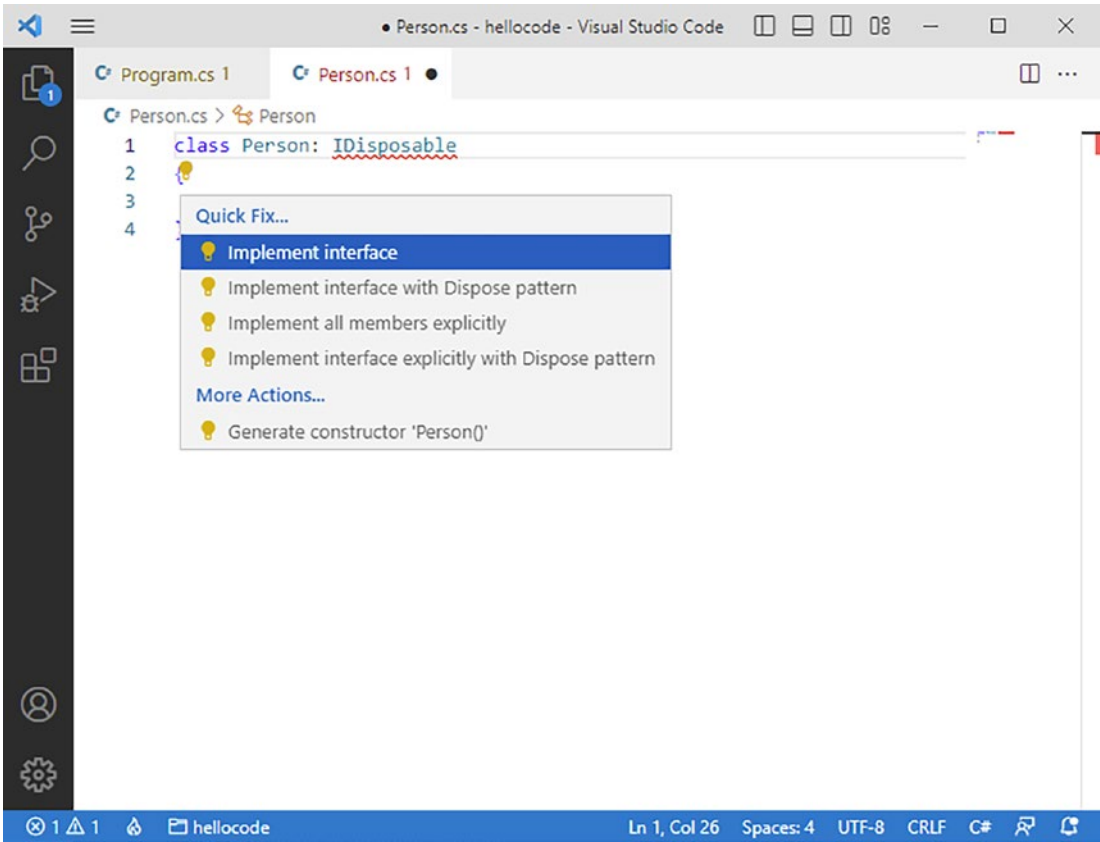 ● Person.cs - hellocode - Visual Studio Code
Program.cs 1
Person.cs 1 ●
1
Person.cs > Person
1 class Person: IDisposable
2 {
3
4
Quick Fix...
Implement interface
Implement interface with Dispose pattern
Implement all members explicitly
Implement interface explicitly with Dispose pattern
More Actions...
Generate constructor 'Person()'
1 1 hellocode Ln 1, Col 26 Spaces: 4 UTF-8 CRLF C#